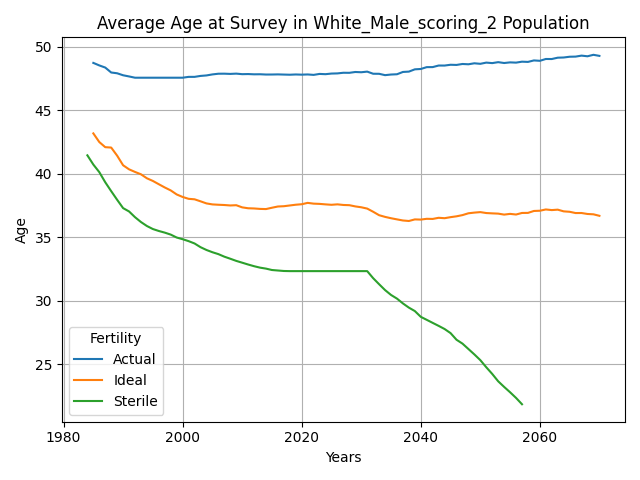 Average Age at Survey in White_Male_scoring_2 Population
50
45
40
35
30
25
Age
Fertility
Actual
Ideal
Sterile
1980
2000
2020
2040
2060
Years